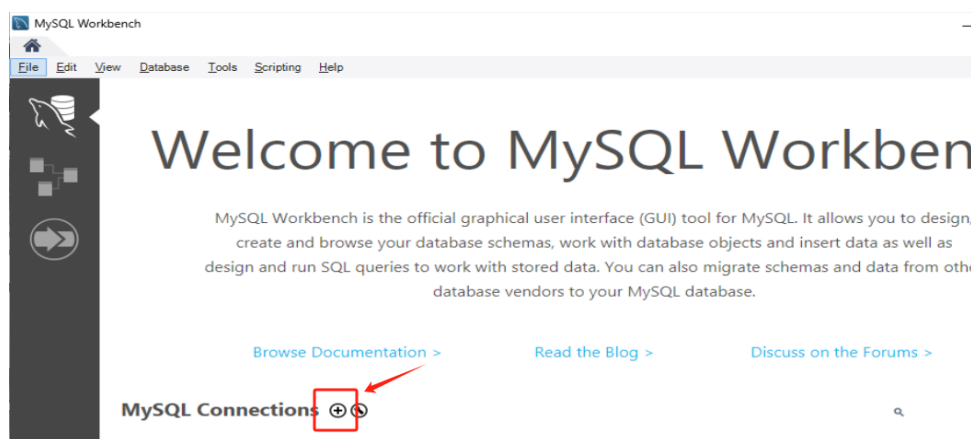 MySQL Workbench
File Edit View Database Tools Scripting Help
Welcome to MySQL Workben
MySQL Workbench is the official graphical user interface (GUI) tool for MySQL. It allows you to design,
create and browse your database schemas, work with database objects and insert data as well as
design and run SQL queries to work with stored data. You can also migrate schemas and data from othe
database vendors to your MySQL database.
Browse Documentation > Read the Blog > Discuss on the Forums >
MySQL Connections